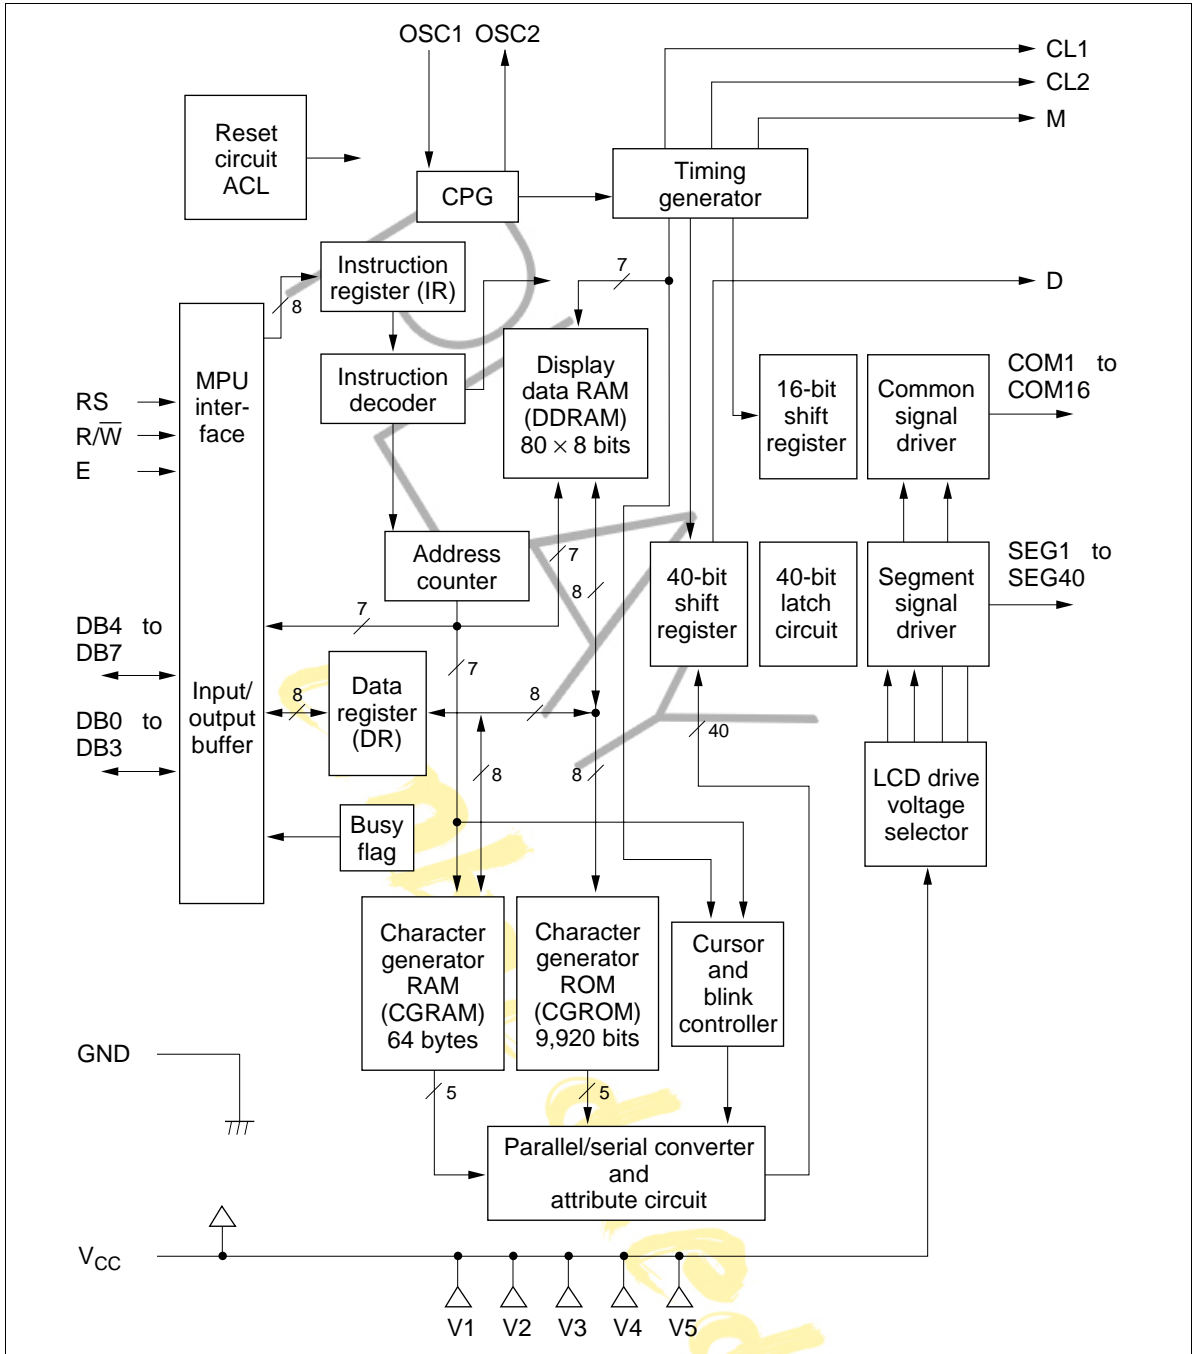 OSC1 OSC2
CL1
CL2
M
Reset
circuit
ACL
CPG
Timing
generator
Instruction
register (IR)
8
7
D
MPU
inter-
face
Instruction
decoder
Display
data RAM
(DDRAM)
80 × 8 bits
16-bit
shift
register
Common
signal
driver
COM1 to
COM16
RS
R/W̅
E
Address
counter
7
8
40-bit
shift
register
40-bit
latch
circuit
Segment
signal
driver
SEG1 to
SEG40
DB4 to
DB7
7
7
Input/
output
buffer
8
Data
register
(DR)
8
DB0 to
DB3
8
8
40
LCD drive
voltage
selector
Busy
flag
Character
generator
RAM
(CGRAM)
64 bytes
Character
generator
ROM
(CGROM)
9,920 bits
Cursor
and
blink
controller
GND
5
5
Parallel/serial converter
and
attribute circuit
VCC
V1 V2 V3 V4 V5